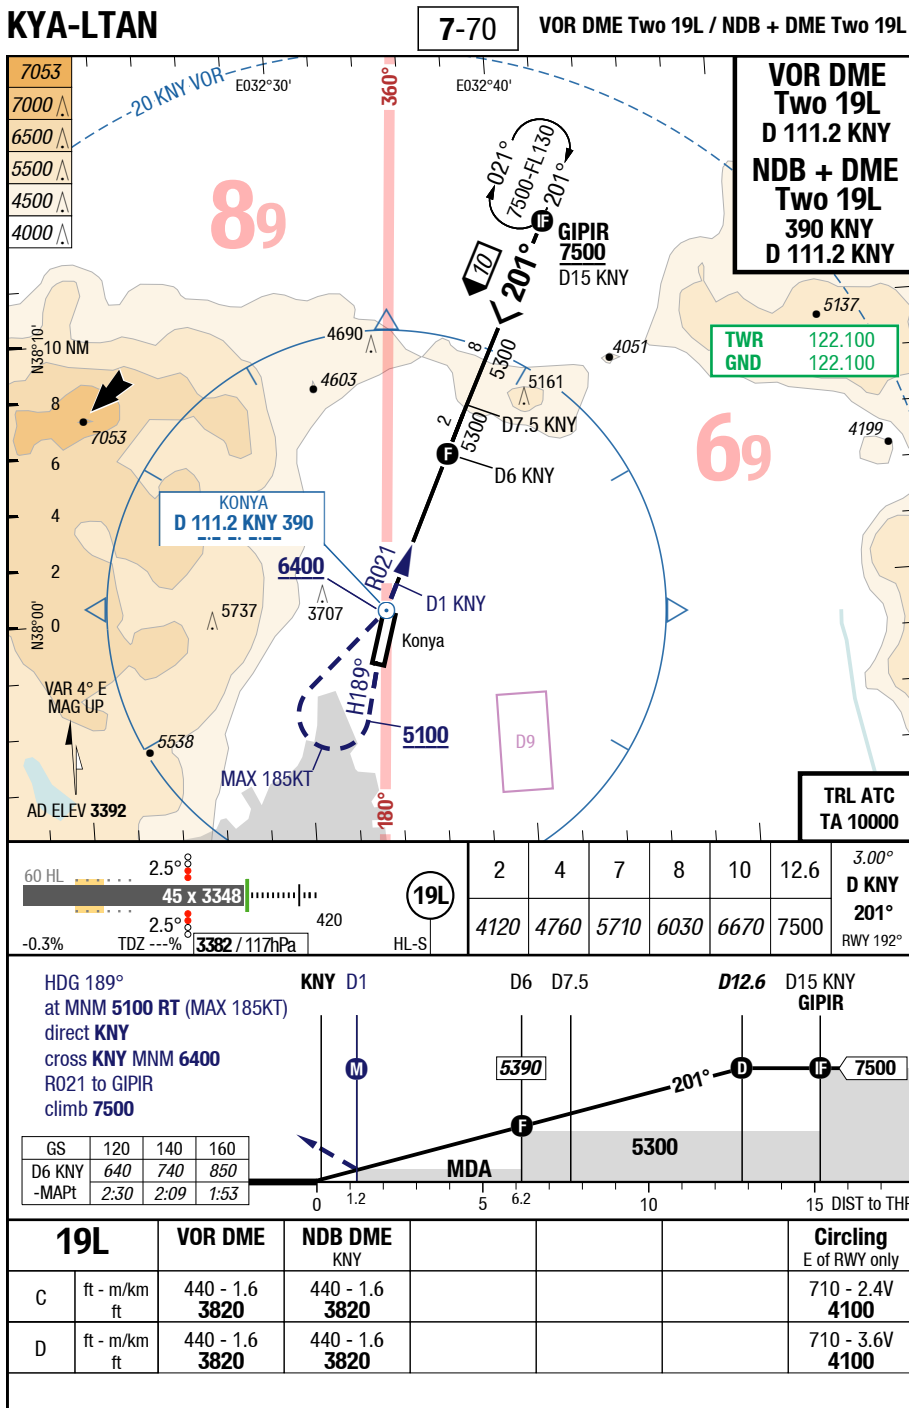 KYA-LTAN
7-70
VOR DME Two 19L / NDB + DME Two 19L
7053
7000
6500
5500
4500
4000
20 KNY VOR
E032°30'
360°
E032°40'
VOR DME
Two 19L
D 111.2 KNY
NDB + DME
Two 19L
390 KNY
D 111.2 KNY
89
021°
7500-FL130
201°
IF
GIPIR
7500
D15 KNY
10
201°
5137
TWR 122.100
GND 122.100
N38°10'
10 NM
4690
8
5300
4051
4603
5161
8
7053
2
5300
D7.5 KNY
69
4199
6
F
D6 KNY
KONYA
D 111.2 KNY 390
4
6400
R021
2
D1 KNY
5737
3707
N38°00'
0
Konya
VAR 4° E
MAG UP
H189°
5100
5538
D9
MAX 185KT
AD ELEV 3392
180°
TRL ATC
TA 10000
60 HL
2.5°
45 x 3348
2.5°
420
-0.3%
TDZ ---%
3382 / 117hPa
19L
HL-S
2 4 7 8 10 12.6
4120 4760 5710 6030 6670 7500
3.00°
D KNY
201°
RWY 192°
HDG 189°
at MNM 5100 RT (MAX 185KT)
direct KNY
cross KNY MNM 6400
R021 to GIPIR
climb 7500
KNY D1 D6 D7.5 D12.6 D15 KNY
GIPIR
M
5390
201°
D
IF
7500
F
5300
MDA
0 1.2 5 6.2 10 15 DIST to THR
GS 120 140 160
D6 KNY 640 740 850
-MAPt 2:30 2:09 1:53
19L VOR DME NDB DME Circling
KNY E of RWY only
C ft - m/km 440 - 1.6 440 - 1.6 710 - 2.4V
ft 3820 3820 4100
D ft - m/km 440 - 1.6 440 - 1.6 710 - 3.6V
ft 3820 3820 4100